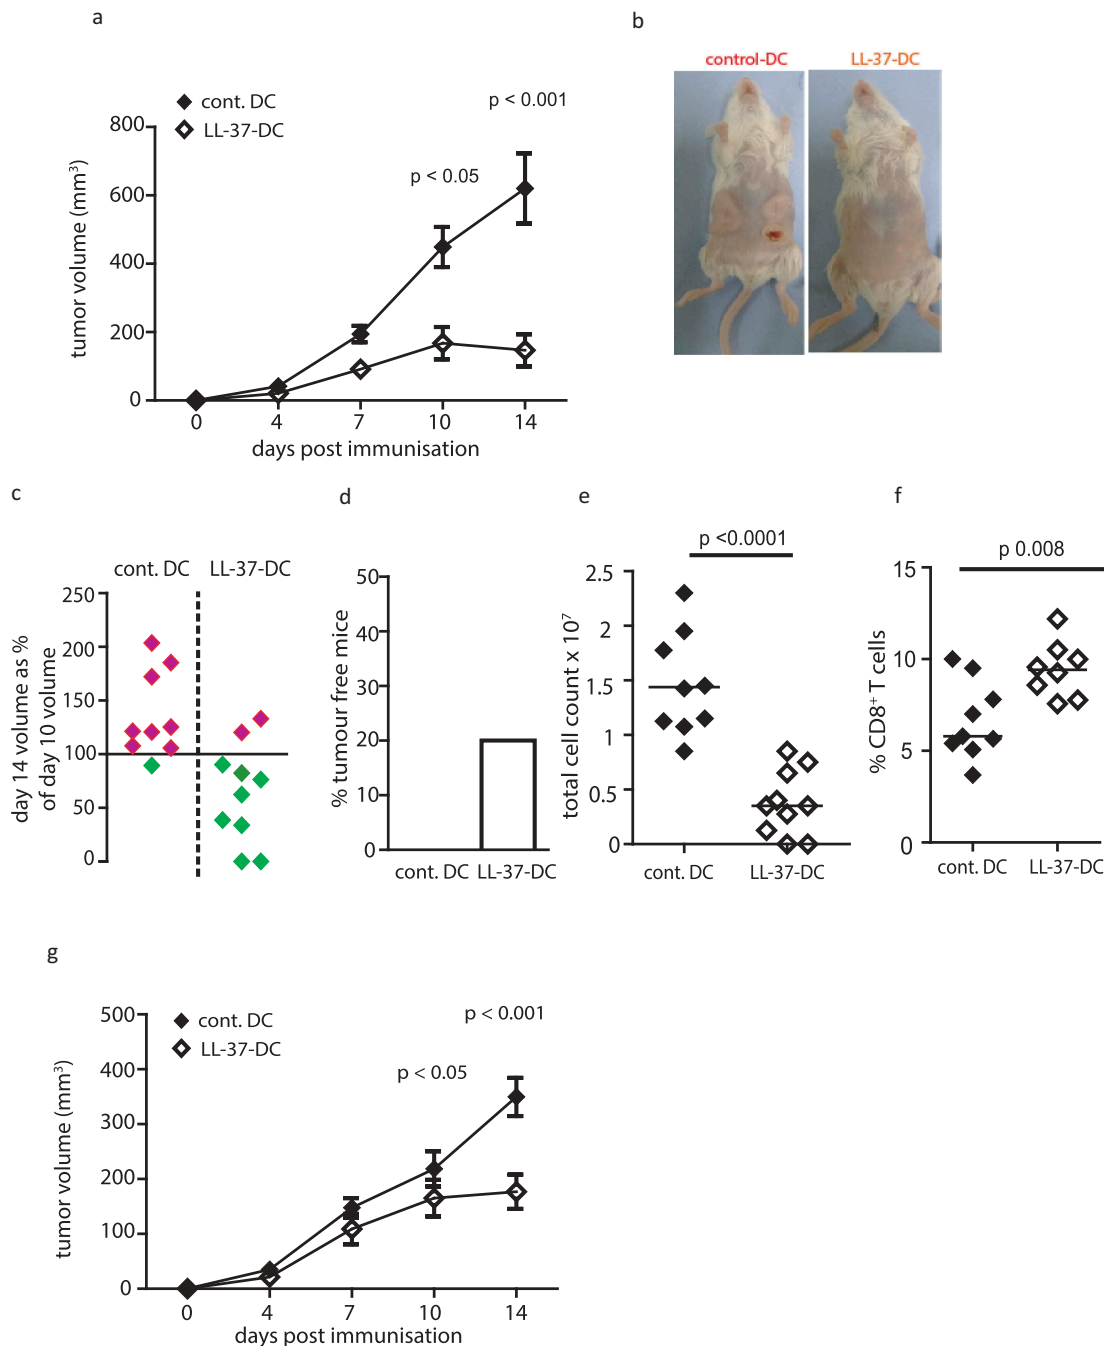 a
cont. DC
LL-37-DC
p < 0.05
p < 0.001
800
600
400
200
0
tumor volume (mm³)
0 4 7 10 14
days post immunisation
b
control-DC LL-37-DC
c
cont. DC LL-37-DC
250
200
150
100
50
0
day 14 volume as %
of day 10 volume
d
50
40
30
20
10
0
% tumour free mice
cont. DC LL-37-DC
e
p <0.0001
2.5
2
1.5
1
0.5
0
total cell count x 10⁷
cont. DC LL-37-DC
f
p 0.008
15
10
5
0
% CD8⁺ T cells
cont. DC LL-37-DC
g
cont. DC
LL-37-DC
p < 0.05
p < 0.001
500
400
300
200
100
0
tumor volume (mm³)
0 4 7 10 14
days post immunisation